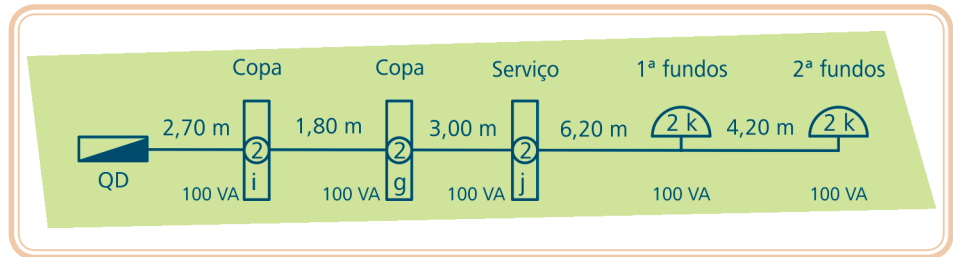 Copa Copa Serviço 1ª fundos 2ª fundos
2,70 m 1,80 m 3,00 m 6,20 m 2 k 4,20 m 2 k
2 2 2
QD i g j
100 VA 100 VA 100 VA 100 VA 100 VA